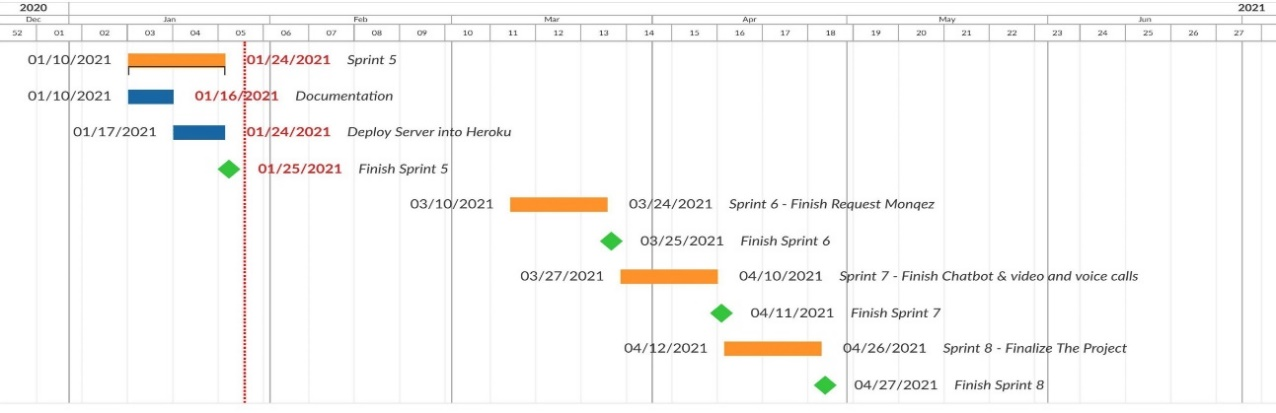 2020 2021
Dec Jan Feb Mar Apr May Jun
52 01 02 03 04 05 06 07 08 09 10 11 12 13 14 15 16 17 18 19 20 21 22 23 24 25 26 27
01/10/2021 01/24/2021 Sprint 5
01/10/2021 01/16/2021 Documentation
01/17/2021 01/24/2021 Deploy Server into Heroku
01/25/2021 Finish Sprint 5
03/10/2021 03/24/2021 Sprint 6 - Finish Request Monqez
03/25/2021 Finish Sprint 6
03/27/2021 04/10/2021 Sprint 7 - Finish Chatbot & video and voice calls
04/11/2021 Finish Sprint 7
04/12/2021 04/26/2021 Sprint 8 - Finalize The Project
04/27/2021 Finish Sprint 8